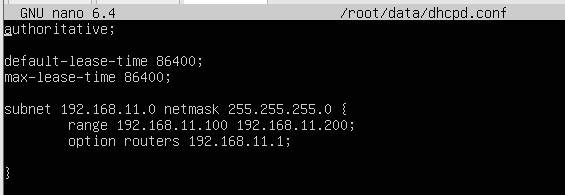 GNU nano 6.4 /root/data/dhcpd.conf
authoritative;
default-lease-time 86400;
max-lease-time 86400;
subnet 192.168.11.0 netmask 255.255.255.0 {
range 192.168.11.100 192.168.11.200;
option routers 192.168.11.1;
}